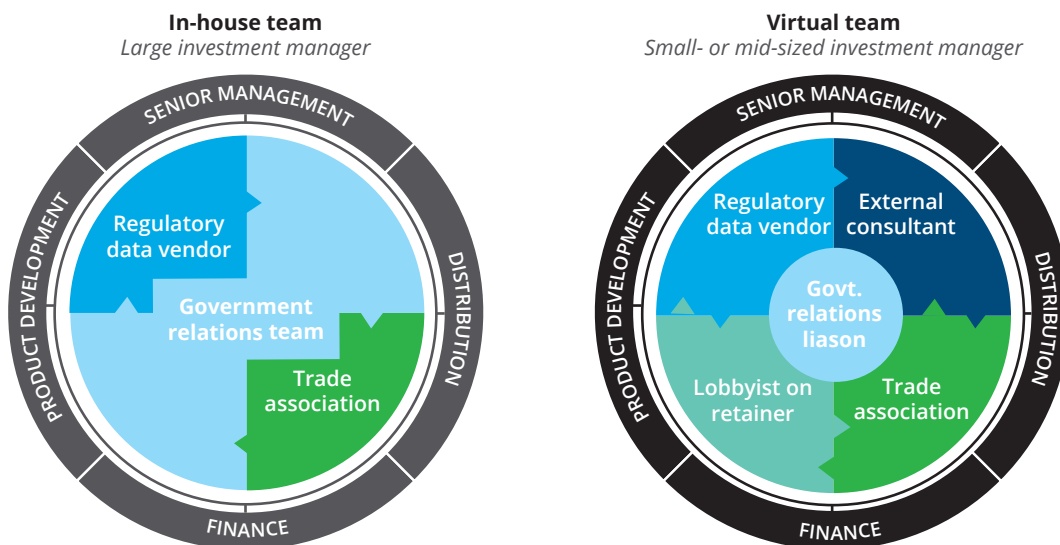 In-house team
Large investment manager
SENIOR MANAGEMENT
PRODUCT DEVELOPMENT
DISTRIBUTION
FINANCE
Regulatory
data vendor
Government
relations team
Trade
association
Virtual team
Small- or mid-sized investment manager
SENIOR MANAGEMENT
PRODUCT DEVELOPMENT
DISTRIBUTION
FINANCE
Regulatory
data vendor
External
consultant
Govt.
relations
liason
Lobbyist on
retainer
Trade
association